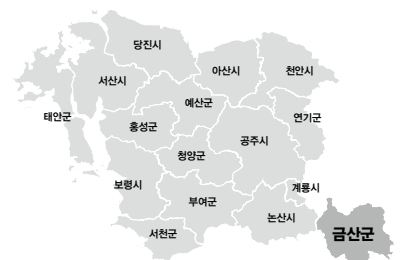 당진시
아산시
천안시
서산시
예산군
태안군
연기군
홍성군
공주시
청양군
보령시
계룡시
부여군
논산시
서천군
금산군